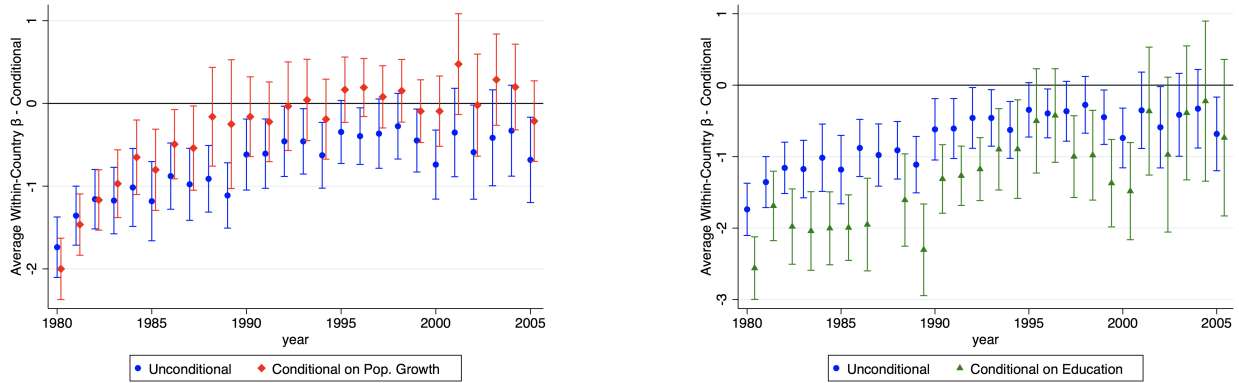 Average Within-Country β - Conditional
1
0
-1
-2
1980
1985
1990
1995
2000
2005
year
Unconditional
Conditional on Pop. Growth
Average Within-Country β - Conditional
1
0
-1
-2
-3
1980
1985
1990
1995
2000
2005
year
Unconditional
Conditional on Education